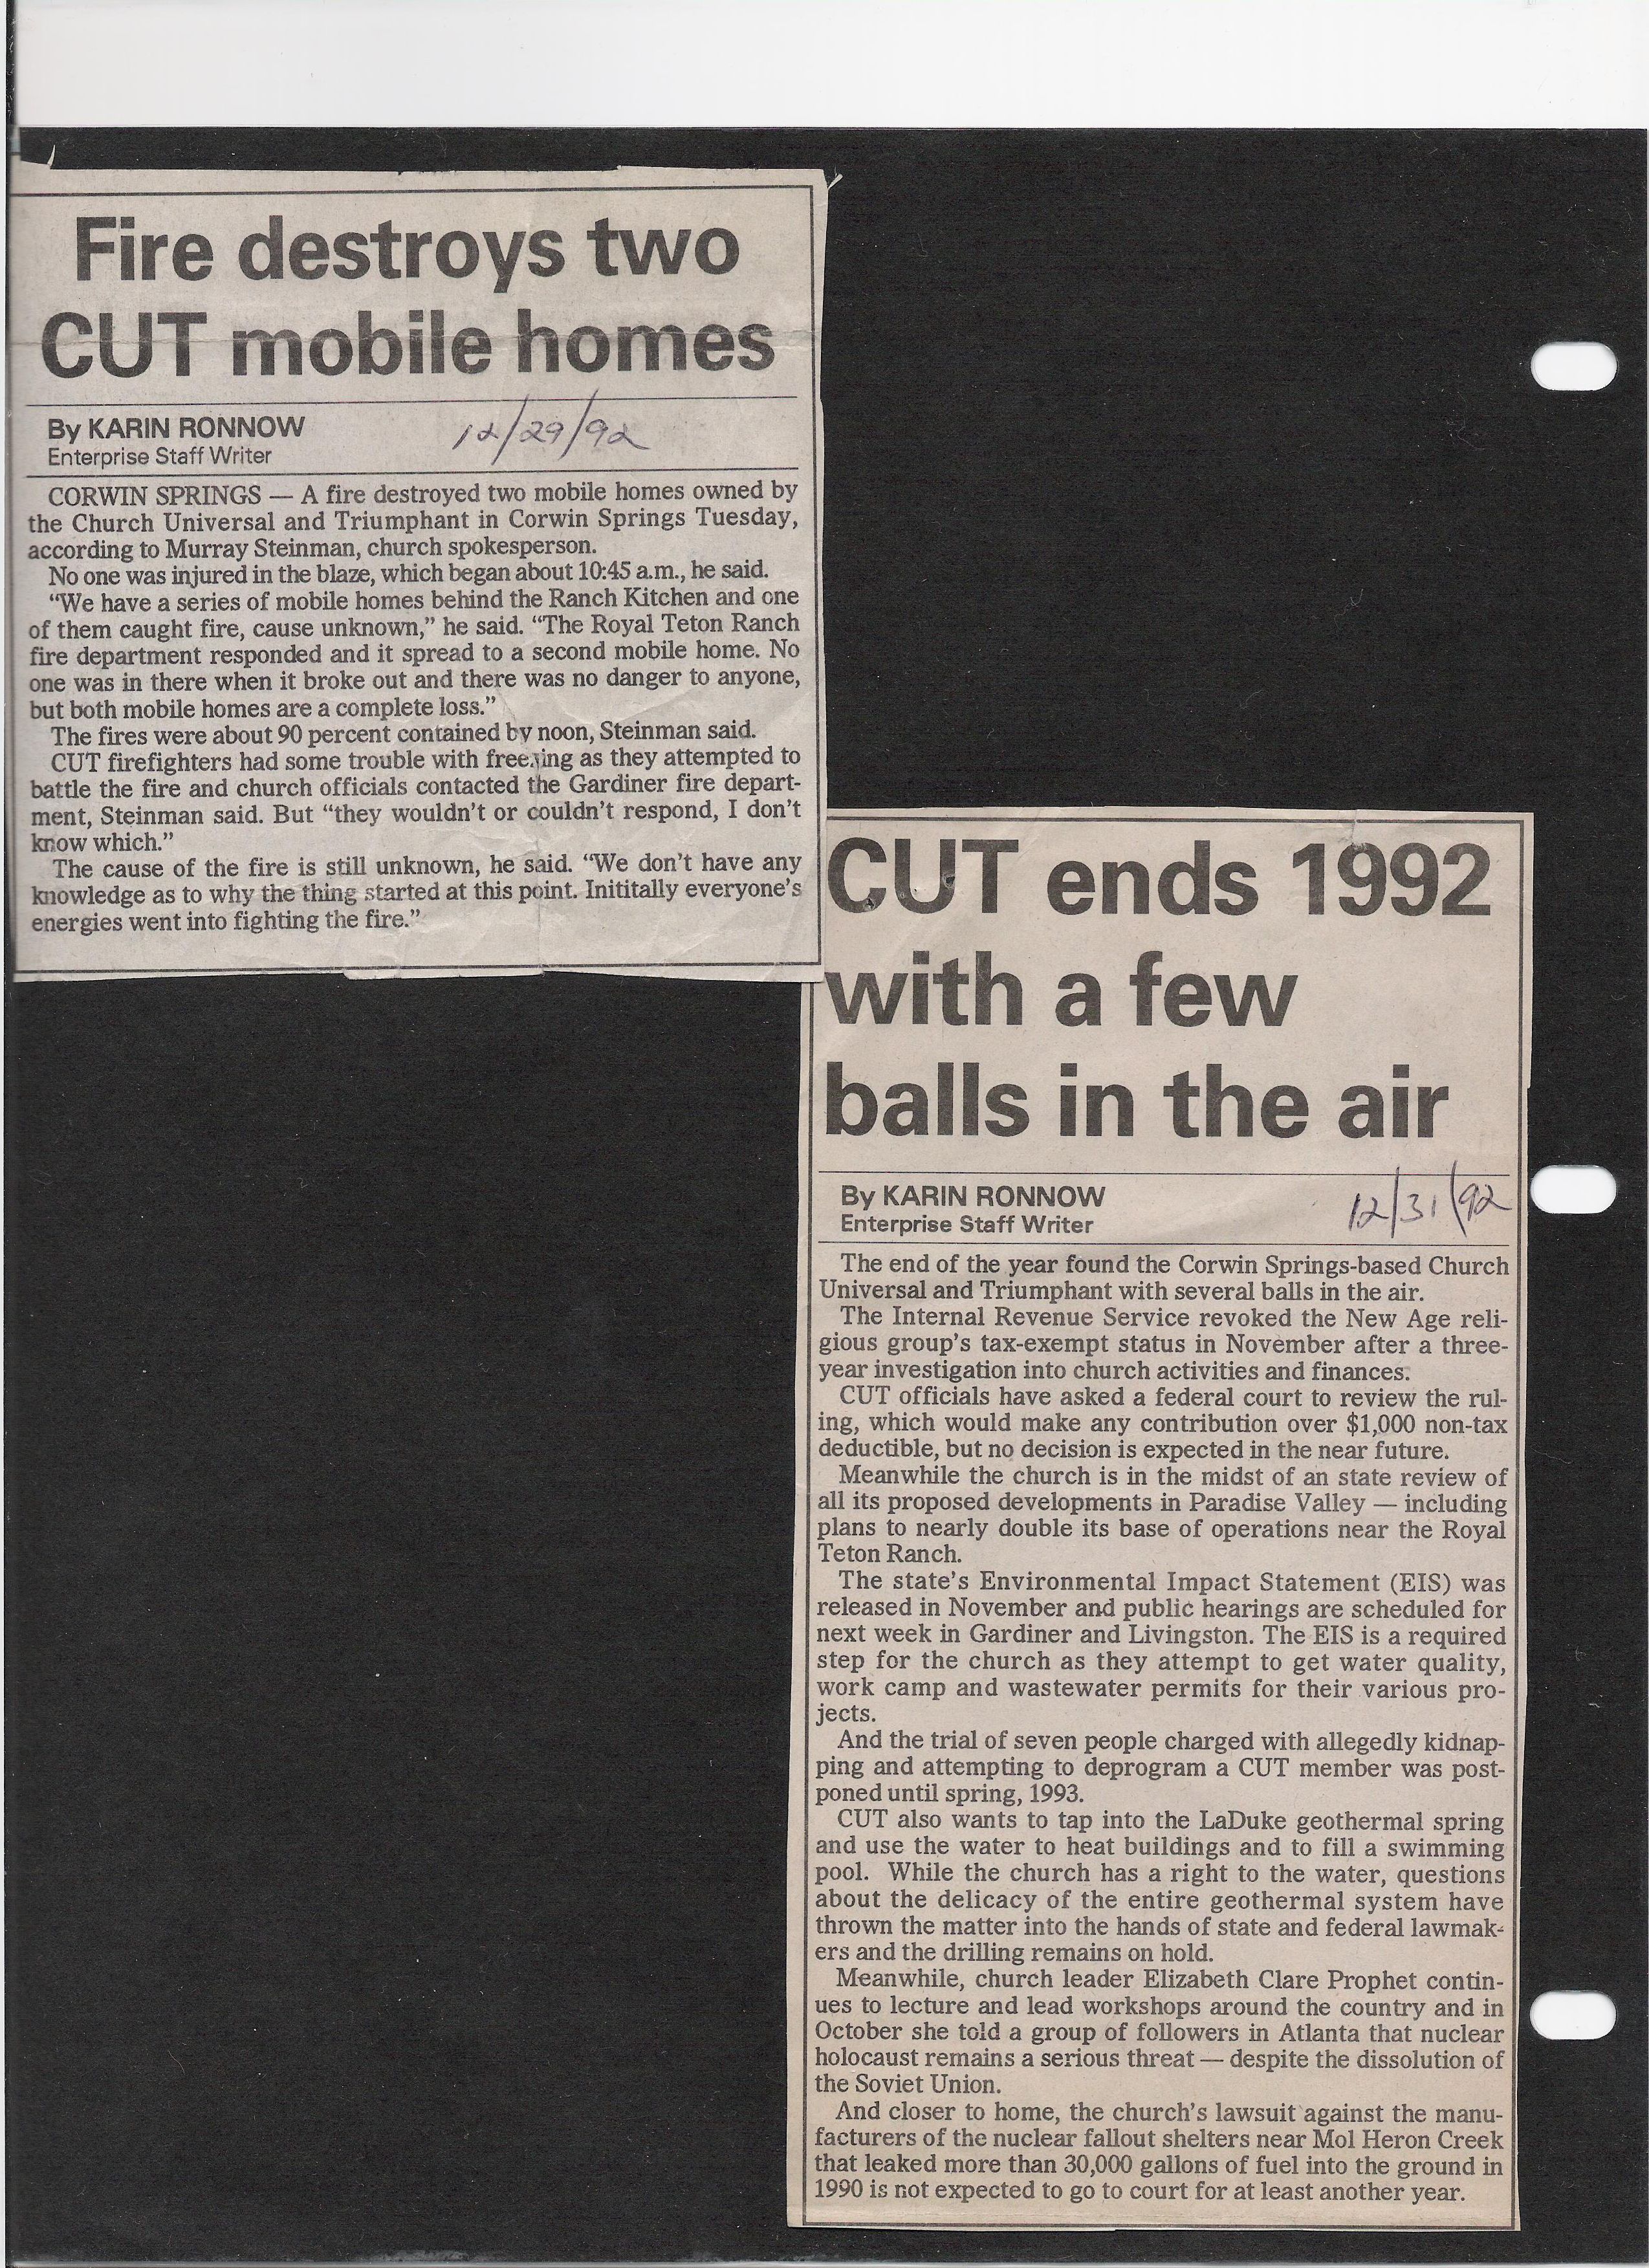 Fire destroys two
CUT mobile homes
By KARIN RONNOW
Enterprise Staff Writer
12/29/92
CORWIN SPRINGS — A fire destroyed two mobile homes owned by
the Church Universal and Triumphant in Corwin Springs Tuesday,
according to Murray Steinman, church spokesperson.
No one was injured in the blaze, which began about 10:45 a.m., he said.
“We have a series of mobile homes behind the Ranch Kitchen and one
of them caught fire, cause unknown,” he said. “The Royal Teton Ranch
fire department responded and it spread to a second mobile home. No
one was in there when it broke out and there was no danger to anyone,
but both mobile homes are a complete loss.”
The fires were about 90 percent contained by noon, Steinman said.
CUT firefighters had some trouble with freezing as they attempted to
battle the fire and church officials contacted the Gardiner fire depart-
ment, Steinman said. But “they wouldn’t or couldn’t respond, I don’t
know which.”
The cause of the fire is still unknown, he said. “We don’t have any
knowledge as to why the thing started at this point. Inititally everyone’s
energies went into fighting the fire.”
CUT ends 1992
with a few
balls in the air
By KARIN RONNOW
Enterprise Staff Writer
12/31/92
The end of the year found the Corwin Springs-based Church
Universal and Triumphant with several balls in the air.
The Internal Revenue Service revoked the New Age reli-
gious group’s tax-exempt status in November after a three-
year investigation into church activities and finances.
CUT officials have asked a federal court to review the rul-
ing, which would make any contribution over $1,000 non-tax
deductible, but no decision is expected in the near future.
Meanwhile the church is in the midst of an state review of
all its proposed developments in Paradise Valley — including
plans to nearly double its base of operations near the Royal
Teton Ranch.
The state’s Environmental Impact Statement (EIS) was
released in November and public hearings are scheduled for
next week in Gardiner and Livingston. The EIS is a required
step for the church as they attempt to get water quality,
work camp and wastewater permits for their various pro-
jects.
And the trial of seven people charged with allegedly kidnap-
ping and attempting to deprogram a CUT member was post-
poned until spring, 1993.
CUT also wants to tap into the LaDuke geothermal spring
and use the water to heat buildings and to fill a swimming
pool. While the church has a right to the water, questions
about the delicacy of the entire geothermal system have
thrown the matter into the hands of state and federal lawmak-
ers and the drilling remains on hold.
Meanwhile, church leader Elizabeth Clare Prophet contin-
ues to lecture and lead workshops around the country and in
October she told a group of followers in Atlanta that nuclear
holocaust remains a serious threat — despite the dissolution of
the Soviet Union.
And closer to home, the church’s lawsuit against the manu-
facturers of the nuclear fallout shelters near Mol Heron Creek
that leaked more than 30,000 gallons of fuel into the ground in
1990 is not expected to go to court for at least another year.